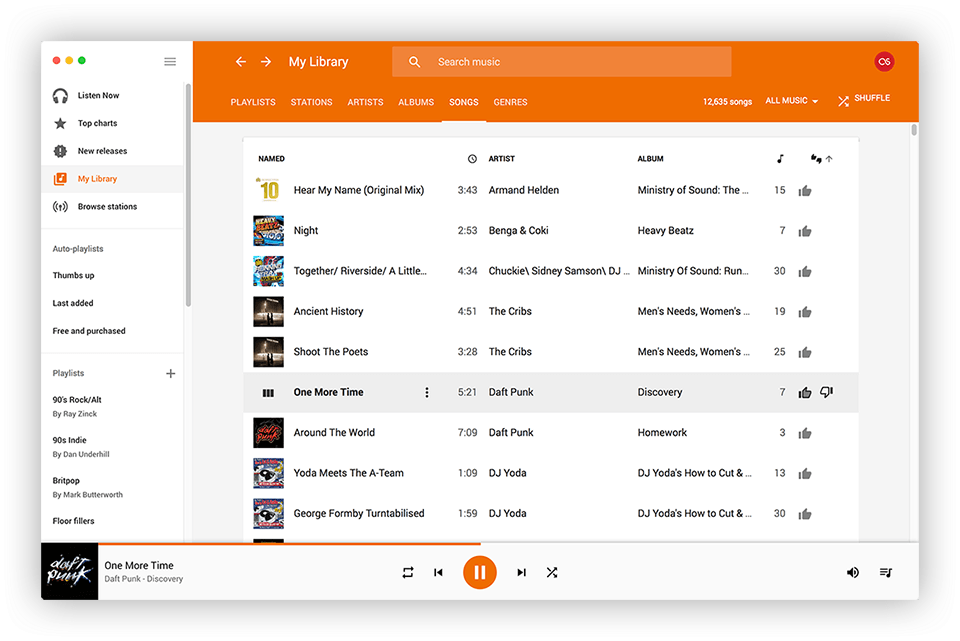 My Library
Search music
PLAYLISTS STATIONS ARTISTS ALBUMS SONGS GENRES
12,635 songs ALL MUSIC SHUFFLE
Listen Now
Top charts
New releases
My Library
Browse stations
Auto-playlists
Thumbs up
Last added
Free and purchased
Playlists
90's Rock/Alt
By Ray Zinck
90s Indie
By Dan Underhill
Britpop
By Mark Butterworth
Floor fillers
NAMED ARTIST ALBUM
10
Hear My Name (Original Mix) 3:43 Armand Helden Ministry of Sound: The ... 15
Night 2:53 Benga & Coki Heavy Beatz 7
Together/ Riverside/ A Little... 4:34 Chuckie\ Sidney Samson\ DJ ... Ministry Of Sound: Run... 30
Ancient History 4:51 The Cribs Men's Needs, Women's ... 19
Shoot The Poets 3:28 The Cribs Men's Needs, Women's ... 25
One More Time 5:21 Daft Punk Discovery 7
Around The World 7:09 Daft Punk Homework 3
Yoda Meets The A-Team 1:09 DJ Yoda DJ Yoda's How to Cut & ... 13
George Formby Turntabilised 1:59 DJ Yoda DJ Yoda's How to Cut & ... 30
daft punk
One More Time
Daft Punk - Discovery